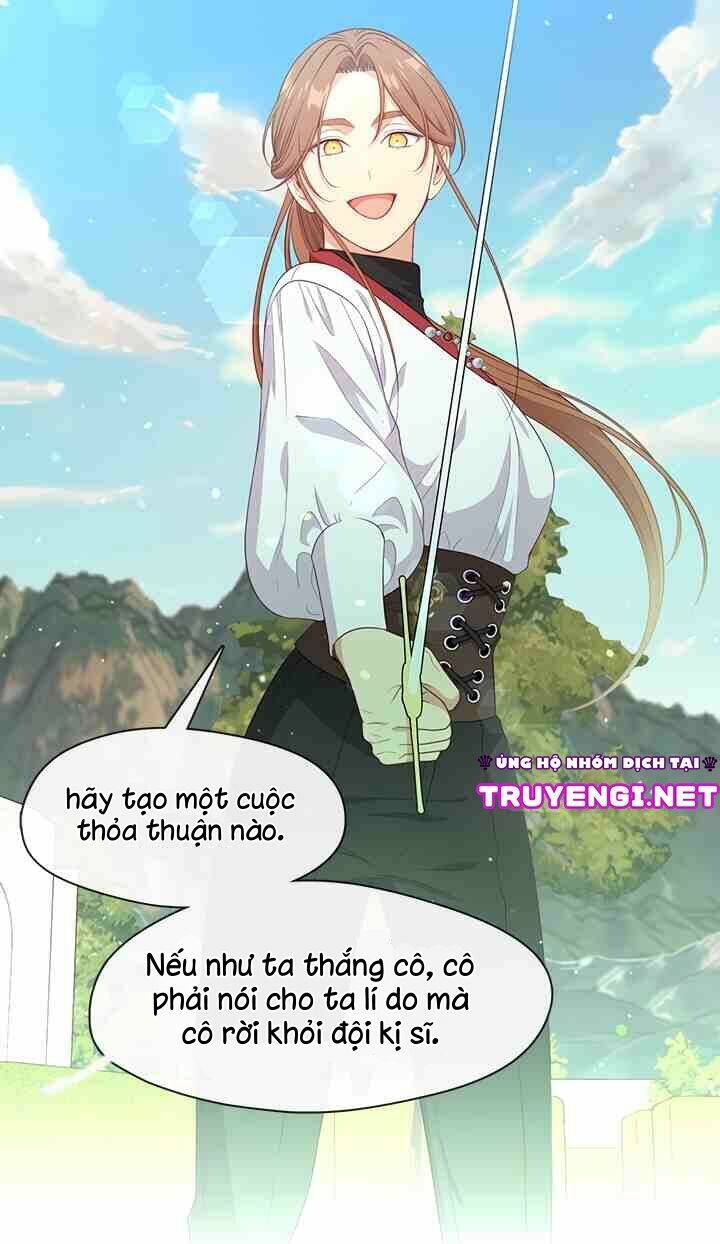 ỦNG HỘ NHÓM DỊCH TẠI
TRUYENGI.NET
hãy tạo một cuộc
thỏa thuận nào.
Nếu như ta thắng cô, cô
phải nói cho ta lí do mà
cô rời khỏi đội kị sĩ.